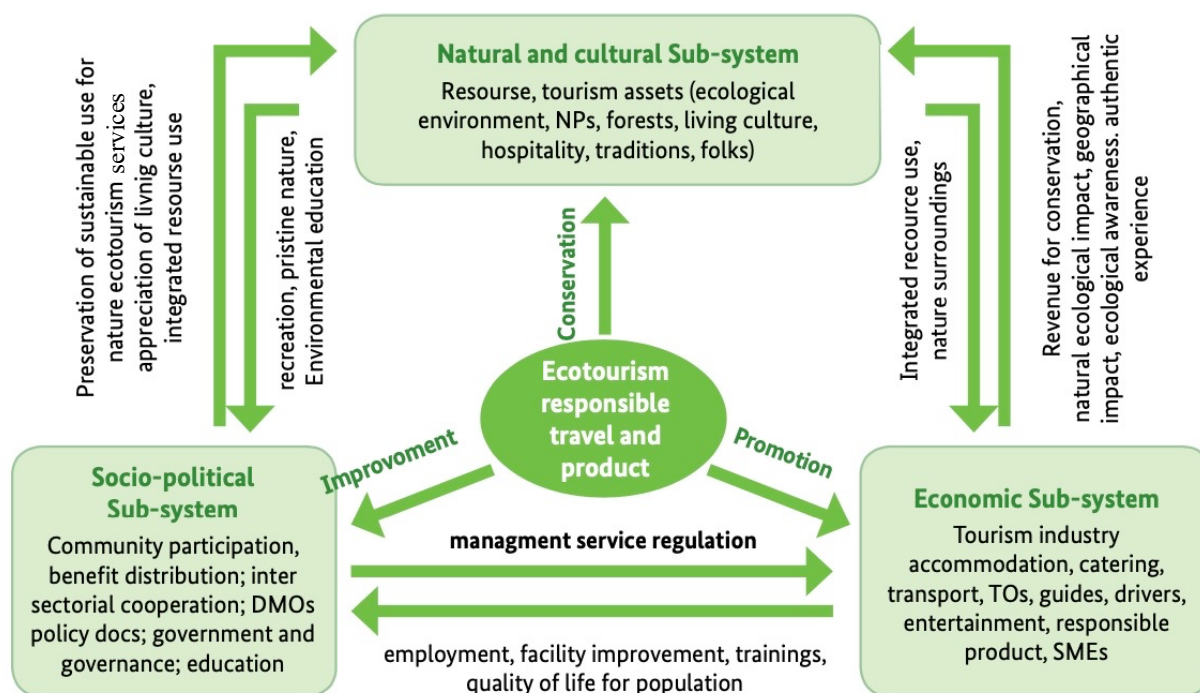 Natural and cultural Sub-system
Resourse, tourism assets (ecological
environment, NPs, forests, living culture,
hospitality, traditions, folks)
Preservation of sustainable use for
nature ecotourism services
appreciation of livnig culture,
integrated resourse use
recreation, pristine nature,
Environmental education
Conservation
Integrated recource use,
nature surroundings
Revenue for conservation,
natural ecological impact, geographical
impact, ecological awareness. authentic
experience
Ecotourism
responsible
travel and
product
Improvoment
Promotion
Socio-political
Sub-system
Community participation,
benefit distribution; inter
sectorial cooperation; DMOs
policy docs; government and
governance; education
managment service regulation
employment, facility improvement, trainings,
quality of life for population
Economic Sub-system
Tourism industry
accommodation, catering,
transport, TOs, guides, drivers,
entertainment, responsible
product, SMEs